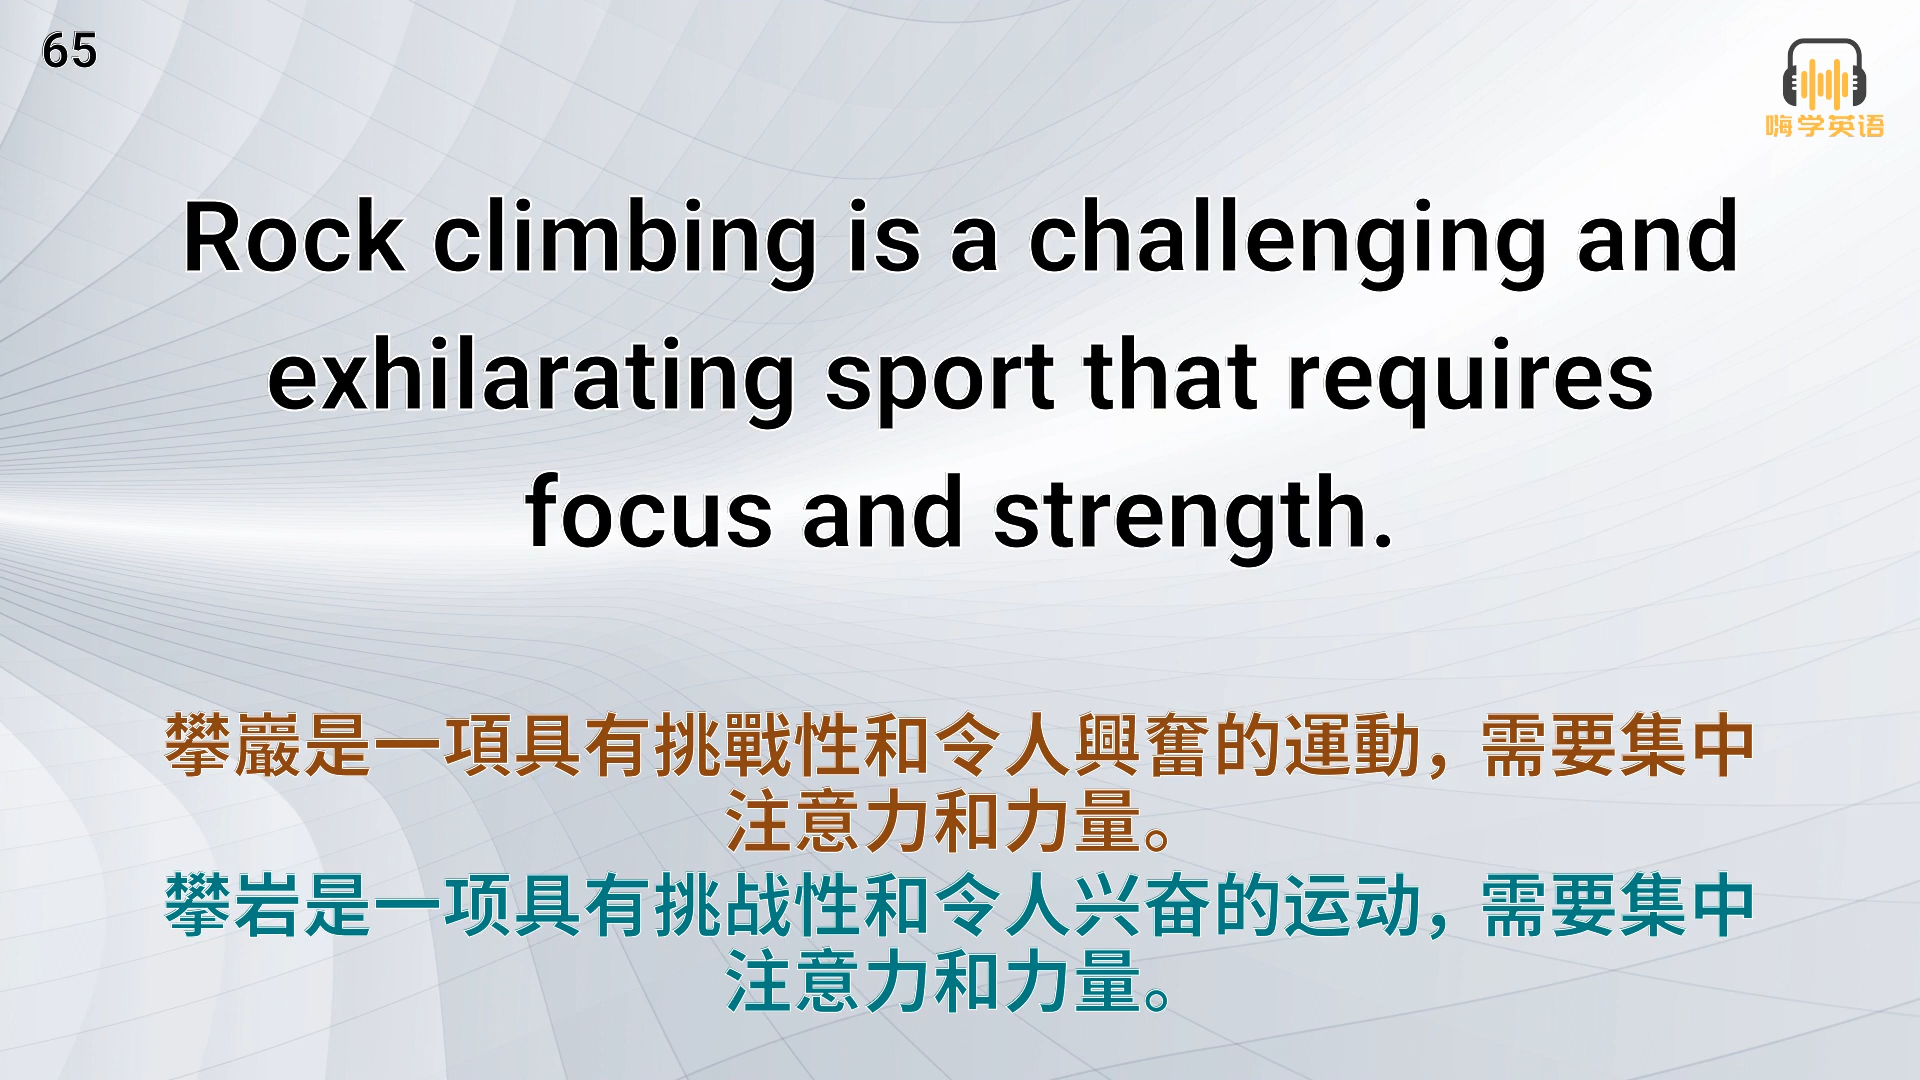 65
嗨学英语
Rock climbing is a challenging and
exhilarating sport that requires
focus and strength.
攀巖是一項具有挑戰性和令人興奮的運動，需要集中
注意力和力量。
攀岩是一项具有挑战性和令人兴奋的运动，需要集中
注意力和力量。